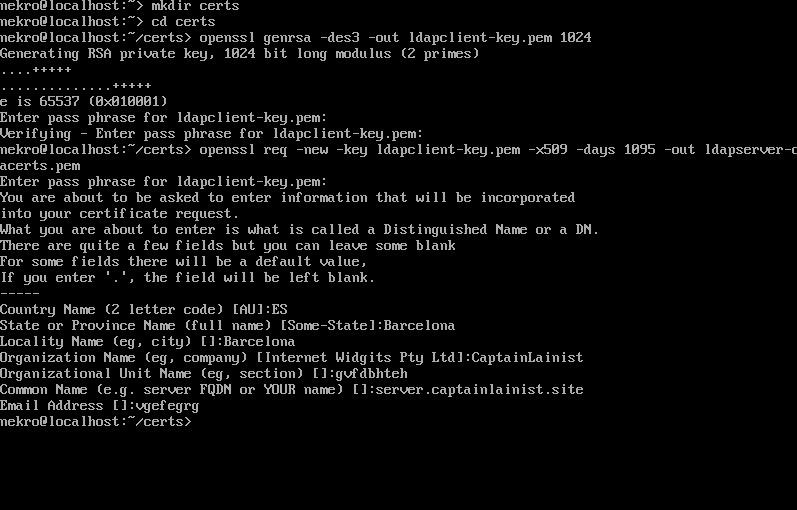 nekro@localhost:~> mkdir certs
nekro@localhost:~> cd certs
nekro@localhost:~/certs> openssl genrsa -des3 -out ldapclient-key.pem 1024
Generating RSA private key, 1024 bit long modulus (2 primes)
....+++++
..............+++++
e is 65537 (0x010001)
Enter pass phrase for ldapclient-key.pem:
Verifying - Enter pass phrase for ldapclient-key.pem:
nekro@localhost:~/certs> openssl req -new -key ldapclient-key.pem -x509 -days 1095 -out ldapserver-c
acerts.pem
Enter pass phrase for ldapclient-key.pem:
You are about to be asked to enter information that will be incorporated
into your certificate request.
What you are about to enter is what is called a Distinguished Name or a DN.
There are quite a few fields but you can leave some blank
For some fields there will be a default value,
If you enter '.', the field will be left blank.
-----
Country Name (2 letter code) [AU]:ES
State or Province Name (full name) [Some-State]:Barcelona
Locality Name (eg, city) []:Barcelona
Organization Name (eg, company) [Internet Widgits Pty Ltd]:CaptainLainist
Organizational Unit Name (eg, section) []:gvfdbhteh
Common Name (e.g. server FQDN or YOUR name) []:server.captainlainist.site
Email Address []:vgefegrg
nekro@localhost:~/certs>